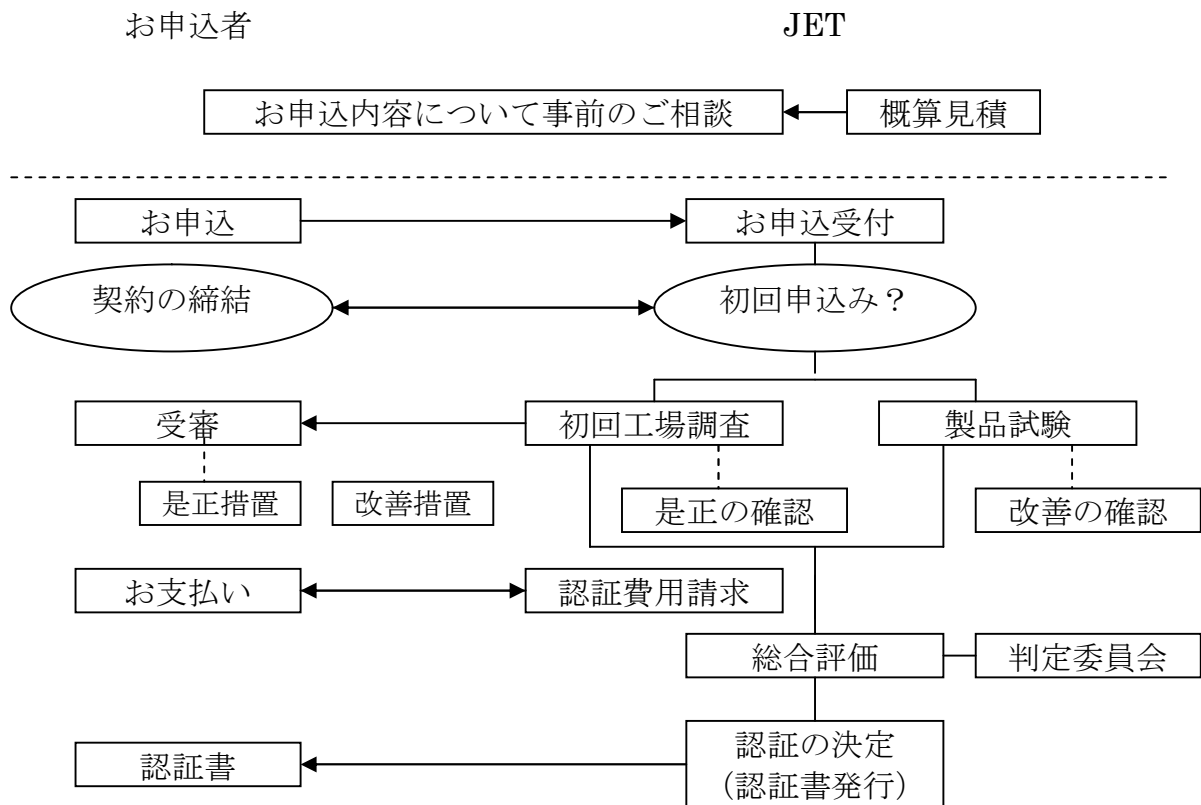 お申込者
JET
お申込内容について事前のご相談
概算見積
お申込
お申込受付
契約の締結
初回申込み？
受審
初回工場調査
製品試験
是正措置
改善措置
是正の確認
改善の確認
お支払い
認証費用請求
総合評価
判定委員会
認証書
認証の決定
（認証書発行）